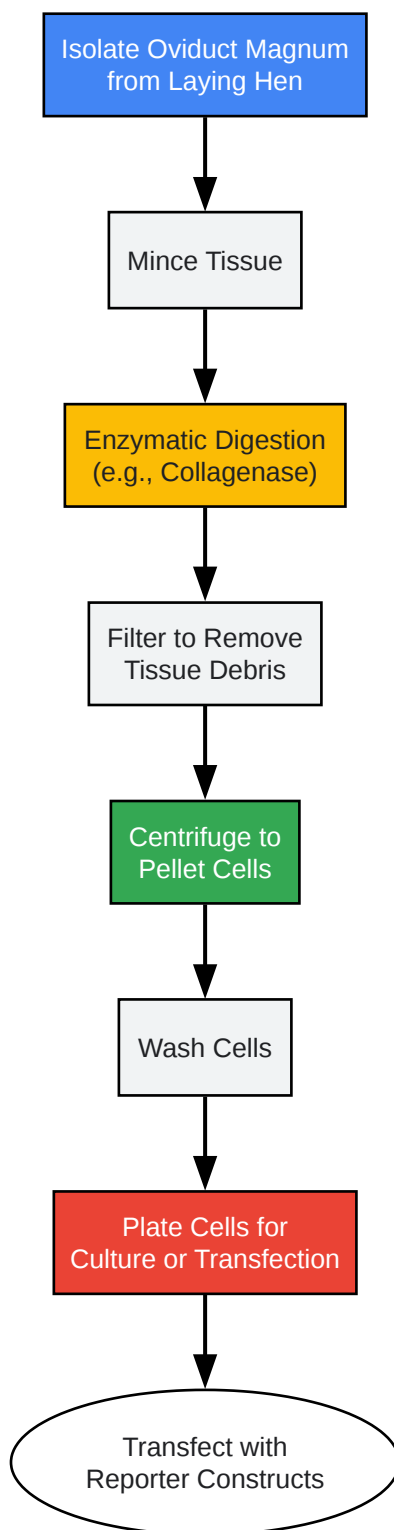 Isolate Oviduct Magnum
from Laying Hen
Mince Tissue
Enzymatic Digestion
(e.g., Collagenase)
Filter to Remove
Tissue Debris
Centrifuge to
Pellet Cells
Wash Cells
Plate Cells for
Culture or Transfection
Transfect with
Reporter Constructs